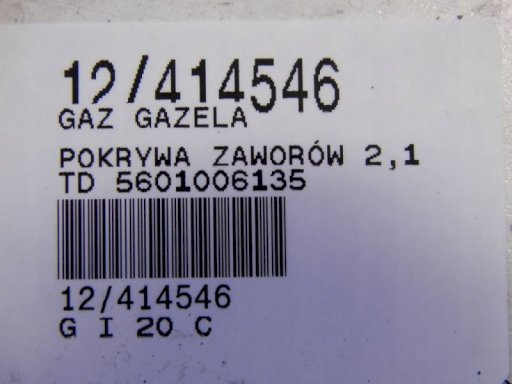 12/414546
GAZ GAZELA
POKRYWA ZAWORÓW 2,1
TD 5601006135
12/414546
G I 20 C